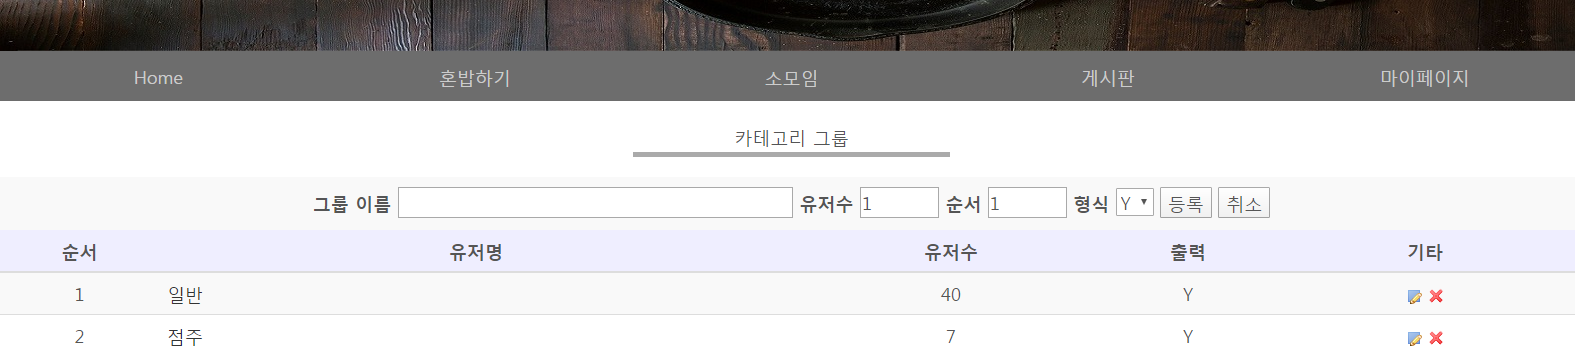 Home 혼밥하기 소모임 게시판 마이페이지
카테고리 그룹
그룹 이름 유저수 1 순서 1 형식 Y 등록 취소
순서 유저명 유저수 출력 기타
1 일반 40 Y
2 점주 7 Y